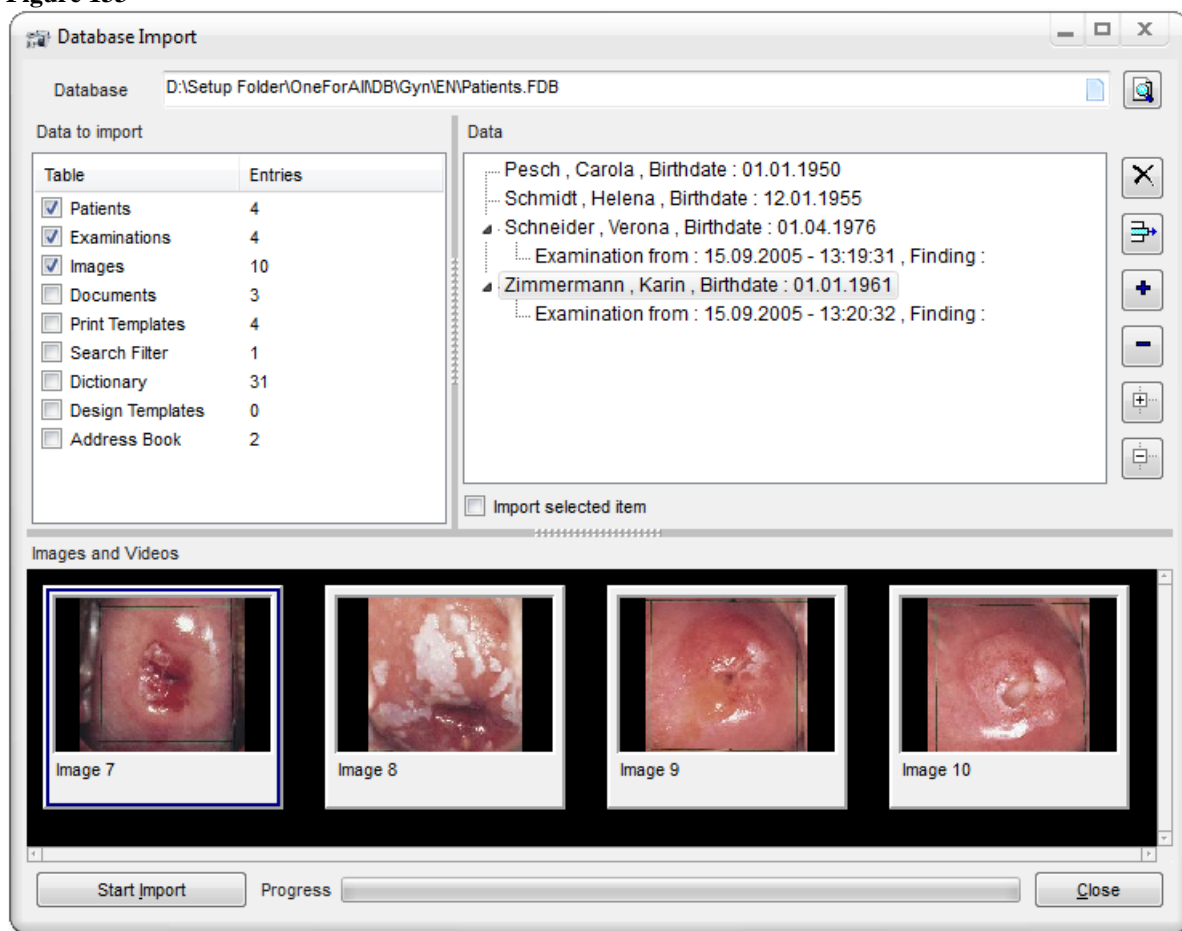 Database Import
Database D:\Setup Folder\OneForAll\DB\Gyn\EN\Patients.FDB
Data to import
Table Entries
Patients 4
Examinations 4
Images 10
Documents 3
Print Templates 4
Search Filter 1
Dictionary 31
Design Templates 0
Address Book 2
Data
Pesch , Carola , Birthdate : 01.01.1950
Schmidt , Helena , Birthdate : 12.01.1955
Schneider , Verona , Birthdate : 01.04.1976
Examination from : 15.09.2005 - 13:19:31 , Finding :
Zimmermann , Karin , Birthdate : 01.01.1961
Examination from : 15.09.2005 - 13:20:32 , Finding :
Import selected item
Images and Videos
Image 7
Image 8
Image 9
Image 10
Start Import Progress Close